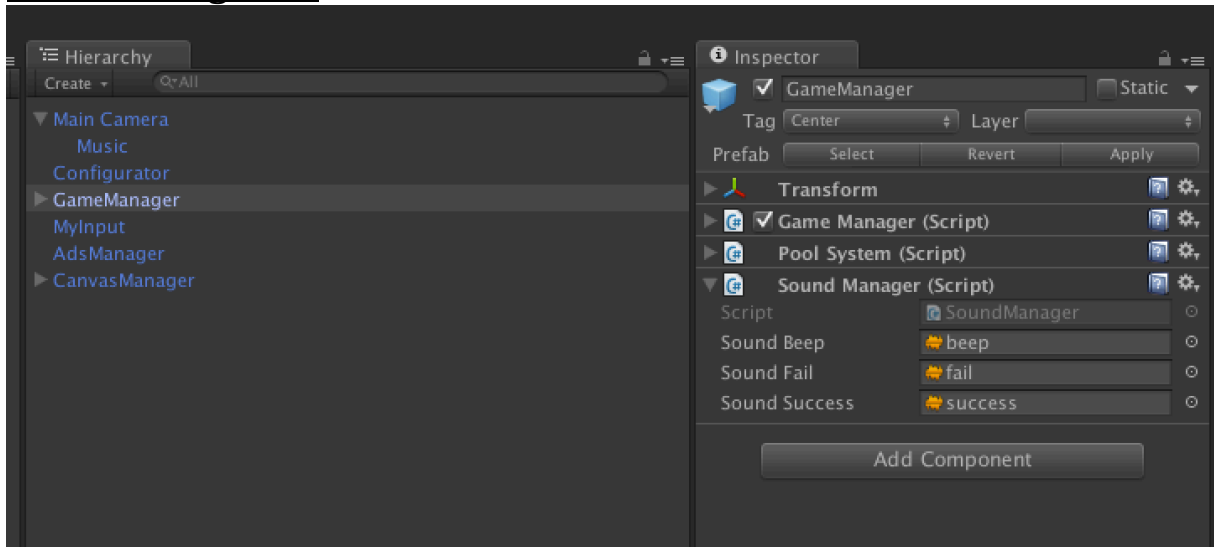 Hierarchy
Create
All
Main Camera
Music
Configurator
GameManager
MyInput
AdsManager
CanvasManager
Inspector
GameManager Static
Tag Center Layer
Prefab Select Revert Apply
Transform
Game Manager (Script)
Pool System (Script)
Sound Manager (Script)
Script SoundManager
Sound Beep beep
Sound Fail fail
Sound Success success
Add Component